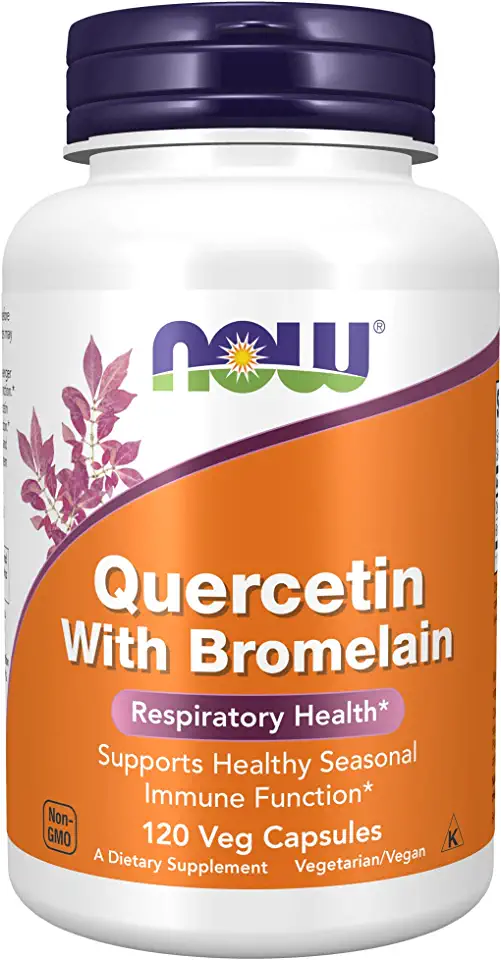 now®
Quercetin
With Bromelain
Respiratory Health*
Supports Healthy Seasonal
Immune Function*
120 Veg Capsules
Non-
GMO
A Dietary Supplement Vegetarian/Vegan
K